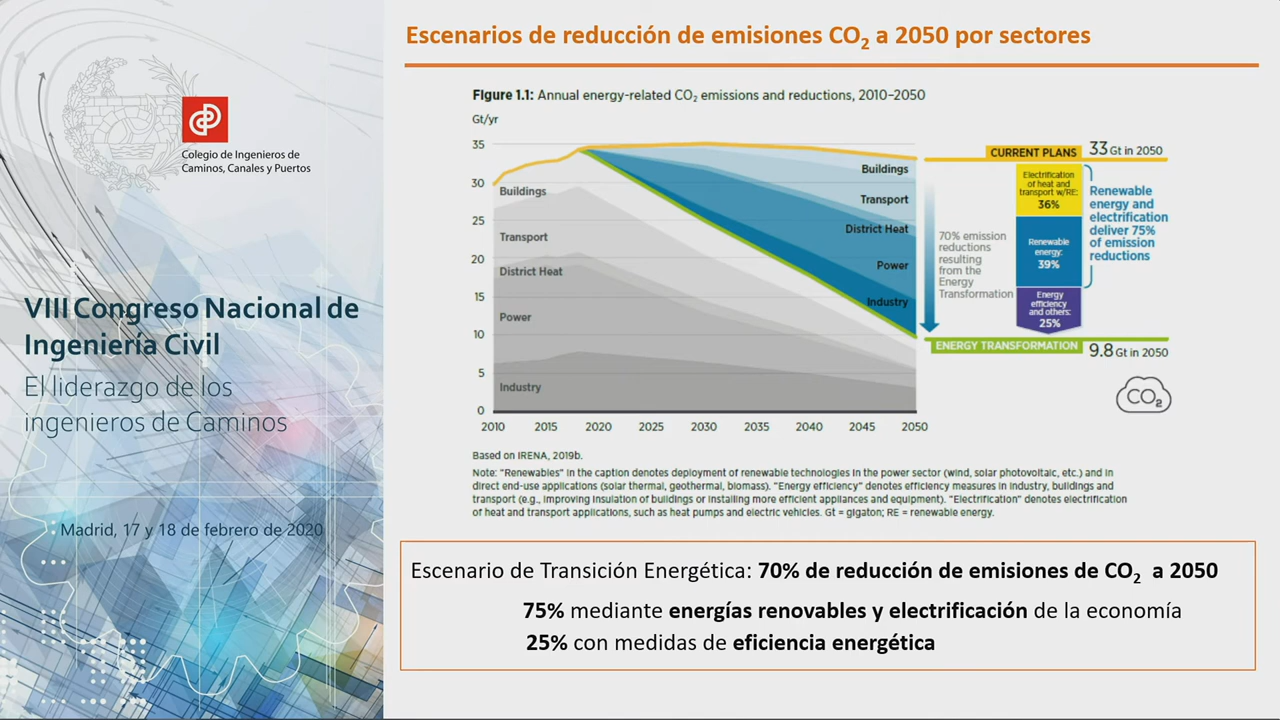 Colegio de Ingenieros de
Caminos, Canales y Puertos
VIII Congreso Nacional de
Ingeniería Civil
El liderazgo de los
ingenieros de Caminos
Madrid, 17 y 18 de febrero de 2020
Escenarios de reducción de emisiones CO₂ a 2050 por sectores
Figure 1.1: Annual energy-related CO₂ emissions and reductions, 2010–2050
Gt/yr
35
30
25
20
15
10
5
0
2010 2015 2020 2025 2030 2035 2040 2045 2050
Buildings
Transport
District Heat
Power
Industry
Buildings
Transport
District Heat
Power
Industry
70% emission
reductions
resulting
from the
Energy
Transformation
CURRENT PLANS
33 Gt in 2050
Electrification
of heat and
transport w/RE:
36%
Renewable
energy:
39%
Energy
efficiency
and others:
25%
Renewable
energy and
electrification
deliver 75%
of emission
reductions
ENERGY TRANSFORMATION
9.8 Gt in 2050
CO₂
Based on IRENA, 2019b.
Note: "Renewables" in the caption denotes deployment of renewable technologies in the power sector (wind, solar photovoltaic, etc.) and in
direct end-use applications (solar thermal, geothermal, biomass). "Energy efficiency" denotes efficiency measures in industry, buildings and
transport (e.g., improving insulation of buildings or installing more efficient appliances and equipment). "Electrification" denotes electrification
of heat and transport applications, such as heat pumps and electric vehicles. Gt = gigaton; RE = renewable energy.
Escenario de Transición Energética: 70% de reducción de emisiones de CO₂ a 2050
75% mediante energías renovables y electrificación de la economía
25% con medidas de eficiencia energética